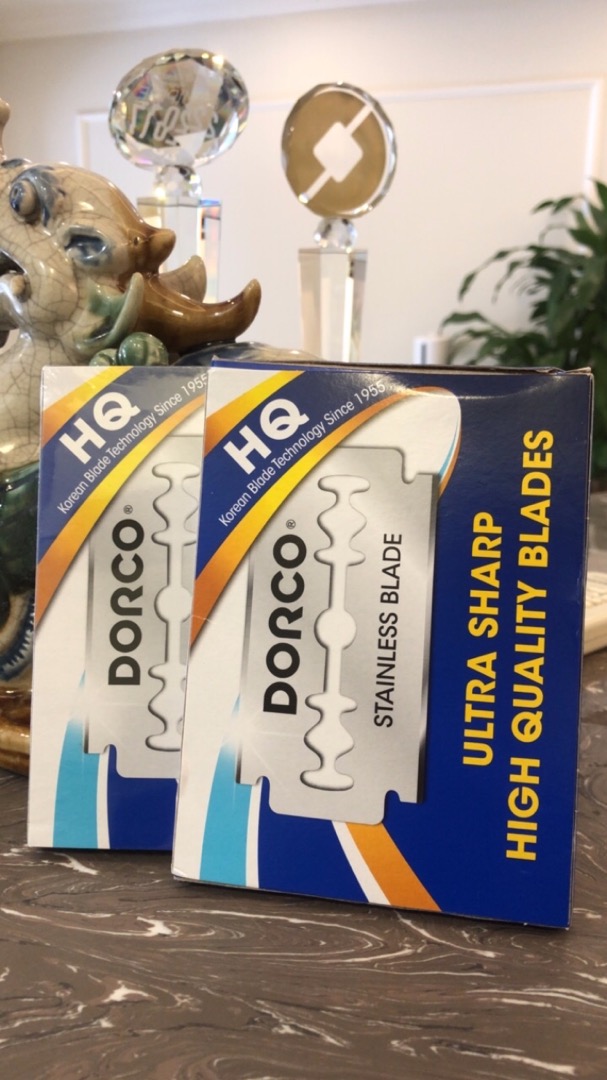 HQ
Korean Blade Technology Since 1955
DORCO®
HQ
Korean Blade Technology Since 1955
DORCO®
STAINLESS BLADE
ULTRA SHARP
HIGH QUALITY BLADES